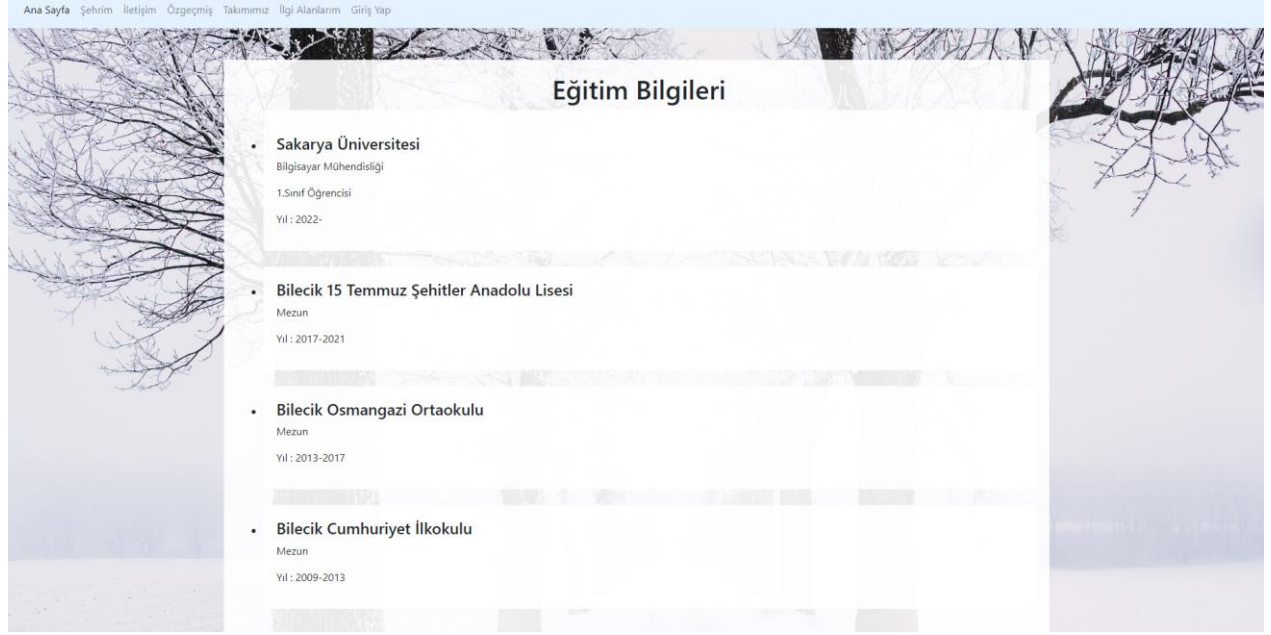 Ana Sayfa Şehrim İletişim Özgeçmiş Takımımız İlgi Alanlarım Giriş Yap
Eğitim Bilgileri
Sakarya Üniversitesi
Bilgisayar Mühendisliği
1.Sınıf Öğrencisi
Yıl : 2022-
Bilecik 15 Temmuz Şehitler Anadolu Lisesi
Mezun
Yıl : 2017-2021
Bilecik Osmangazi Ortaokulu
Mezun
Yıl : 2013-2017
Bilecik Cumhuriyet İlkokulu
Mezun
Yıl : 2009-2013